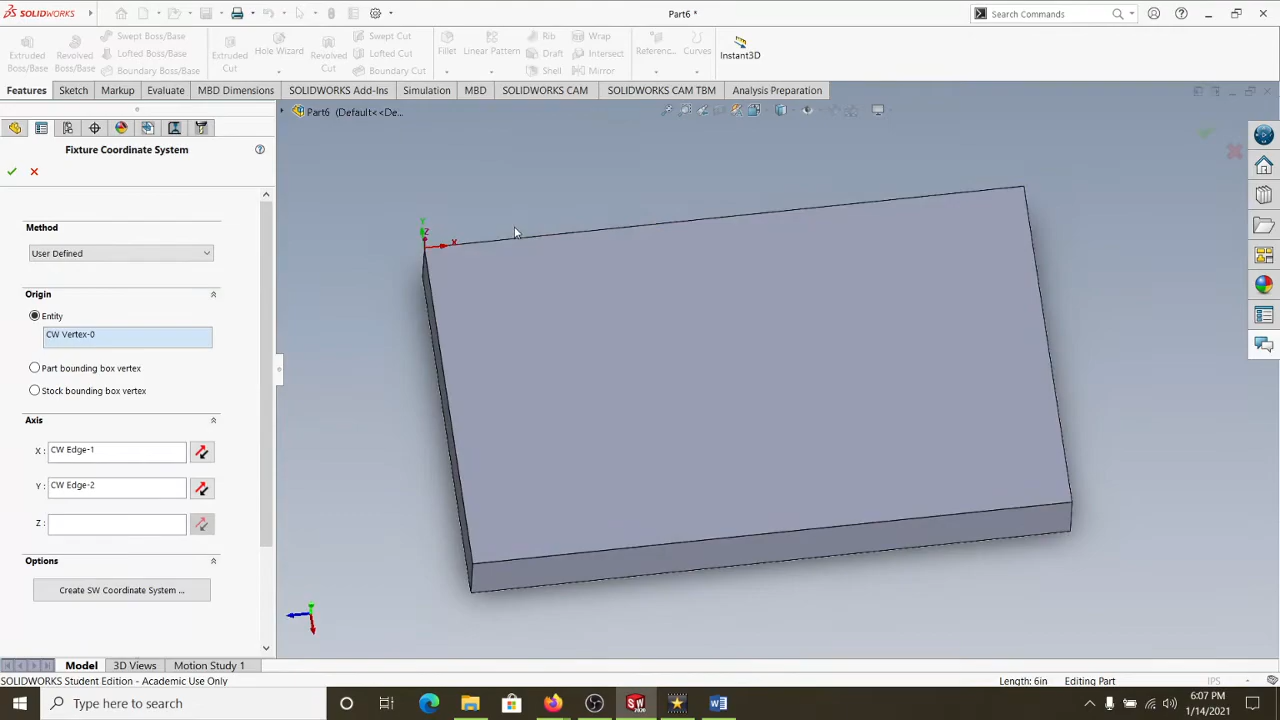 SOLIDWORKS
Part6 *
Search Commands
Extruded Boss/Base
Revolved Boss/Base
Swept Boss/Base
Lofted Boss/Base
Boundary Boss/Base
Extruded Cut
Hole Wizard
Revolved Cut
Swept Cut
Lofted Cut
Boundary Cut
Fillet
Linear Pattern
Rib
Draft
Shell
Wrap
Intersect
Mirror
Referenc...
Curves
Instant3D
Features Sketch Markup Evaluate MBD Dimensions SOLIDWORKS Add-Ins Simulation MBD SOLIDWORKS CAM SOLIDWORKS CAM TBM Analysis Preparation
Part6 (Default<<De...
Fixture Coordinate System
Method
User Defined
Origin
Entity
CW Vertex-0
Part bounding box vertex
Stock bounding box vertex
Axis
X : CW Edge-1
Y : CW Edge-2
Z :
Options
Create SW Coordinate System ...
Y
Z
X
Model 3D Views Motion Study 1
SOLIDWORKS Student Edition - Academic Use Only
Length: 6in Editing Part IPS
Type here to search
6:07 PM
1/14/2021